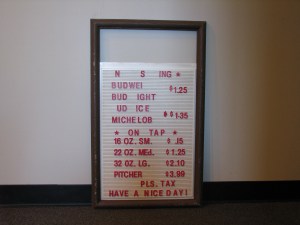 N S ING *
BUDWEI $1.25
BUD IGHT
UD ICE
MICHELOB $1.35
* ON TAP *
16 OZ. SM. $ .15
22 OZ. MED. $1.25
32 OZ. LG. $2.10
PITCHER $3.99
PLS. TAX
HAVE A NICE DAY!